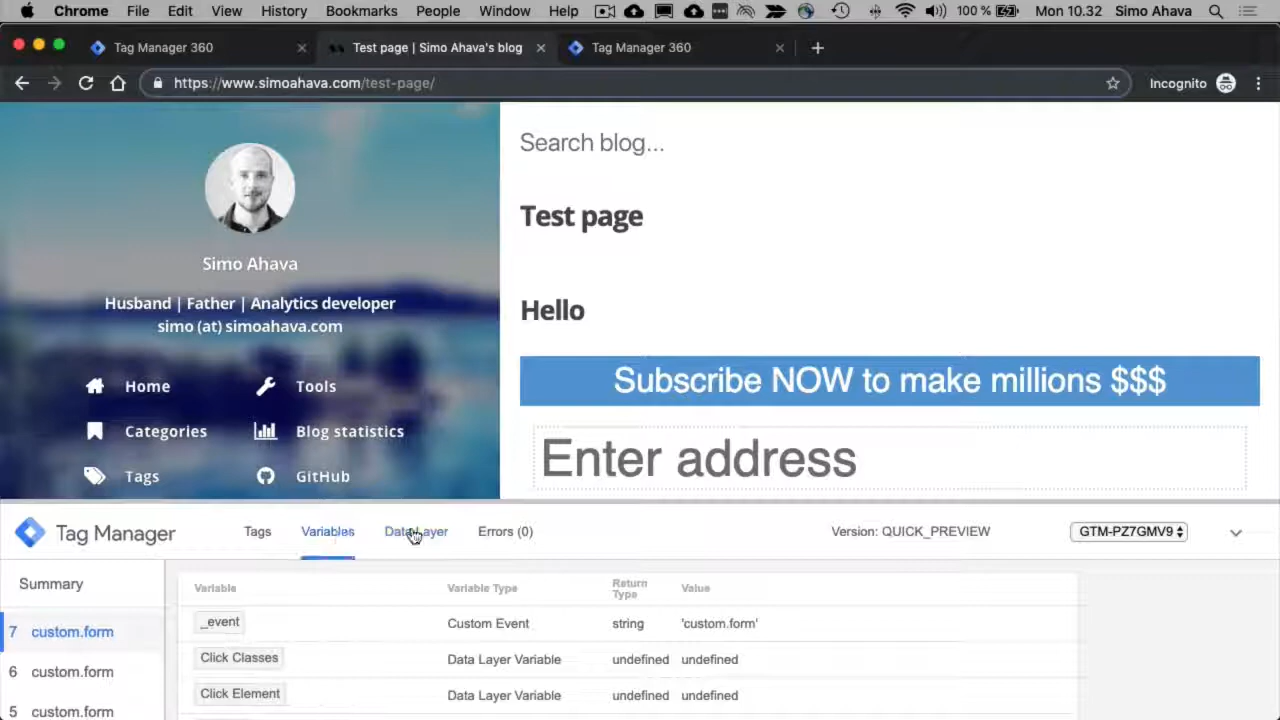 Chrome File Edit View History Bookmarks People Window Help 100 % Mon 10.32 Simo Ahava
Tag Manager 360
Test page | Simo Ahava's blog
Tag Manager 360
https://www.simoahava.com/test-page/
Incognito
Simo Ahava
Husband | Father | Analytics developer
simo (at) simoahava.com
Home
Tools
Categories
Blog statistics
Tags
GitHub
Search blog...
Test page
Hello
Subscribe NOW to make millions $$$
Enter address
Tag Manager
Tags Variables Data Layer Errors (0)
Version: QUICK_PREVIEW
GTM-PZ7GMV9
Summary
7 custom.form
6 custom.form
5 custom.form
Variable Variable Type Return Type Value
_event Custom Event string 'custom.form'
Click Classes Data Layer Variable undefined undefined
Click Element Data Layer Variable undefined undefined